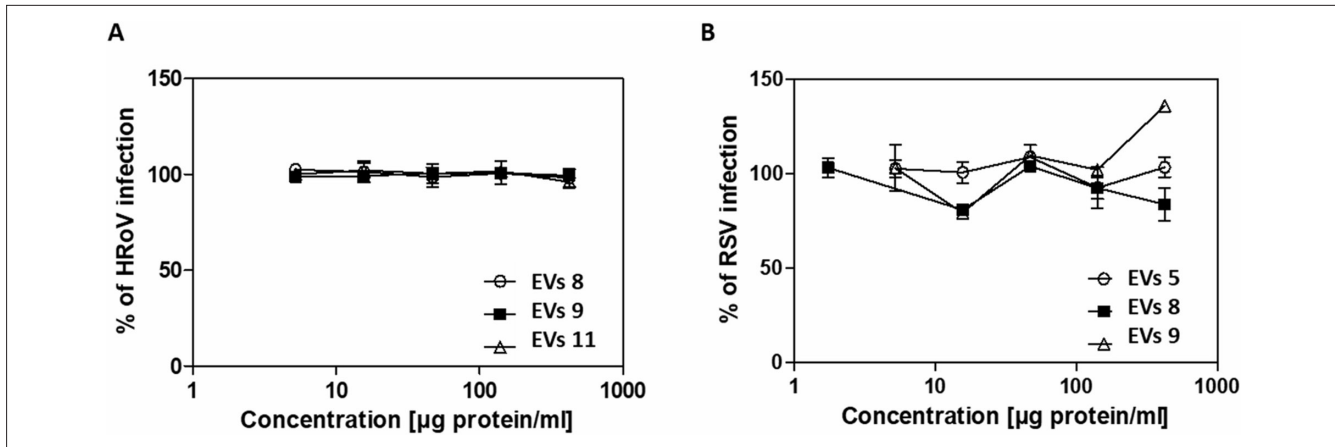 A
150
100
50
0
% of HRoV infection
EVs 8
EVs 9
EVs 11
1 10 100 1000
Concentration [µg protein/ml]
B
150
100
50
0
% of RSV infection
EVs 5
EVs 8
EVs 9
1 10 100 1000
Concentration [µg protein/ml]